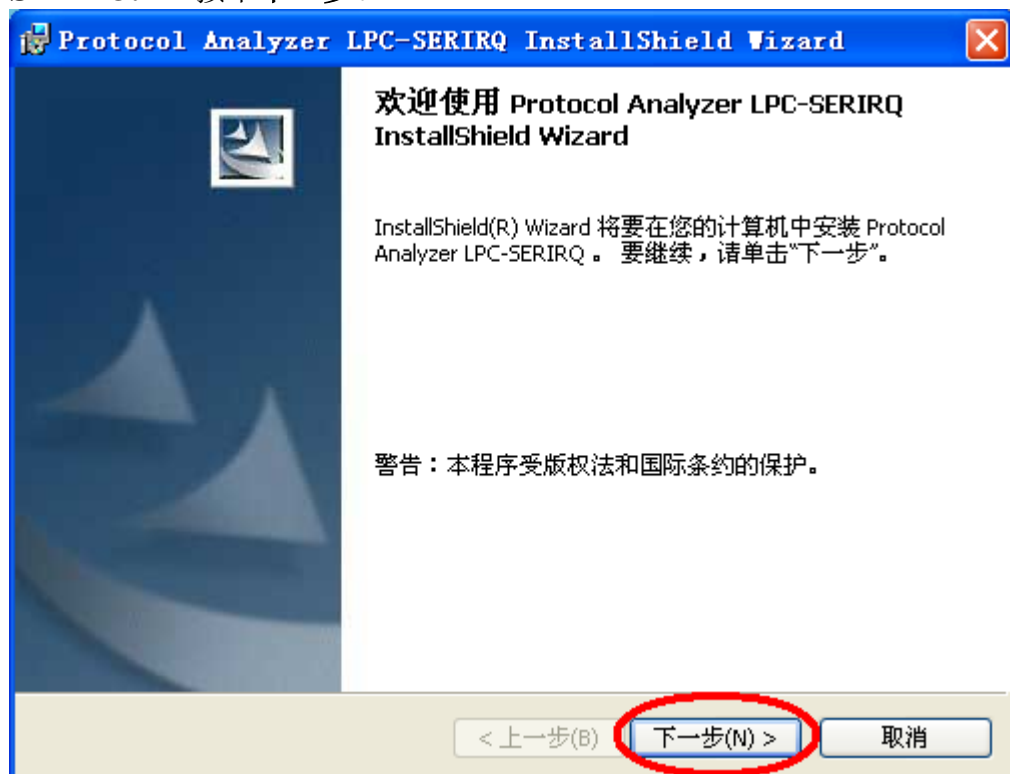 Protocol Analyzer LPC-SERIRQ InstallShield Wizard
欢迎使用 Protocol Analyzer LPC-SERIRQ
InstallShield Wizard
InstallShield(R) Wizard 将要在您的计算机中安装 Protocol
Analyzer LPC-SERIRQ 。 要继续，请单击“下一步”。
警告：本程序受版权法和国际条约的保护。
< 上一步(B)
下一步(N) >
取消